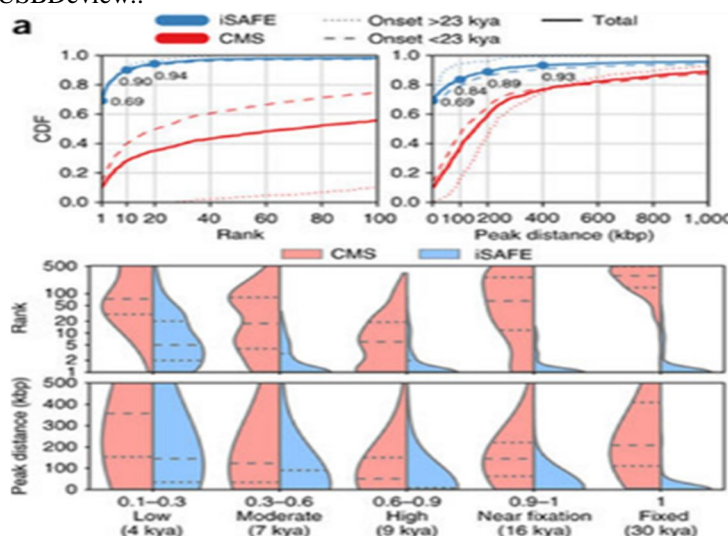 USBDeview..
a
iSAFE Onset >23 kya Total
CMS Onset <23 kya
CDF
1.0 0.8 0.6 0.4 0.2 0.0
0.69 0.90 0.94
1 10 20 40 60 80 100
Rank
1.0 0.8 0.6 0.4 0.2 0.0
0.69 0.84 0.89 0.93
0 100 200 400 600 800 1,000
Peak distance (kbp)
CMS iSAFE
Rank
500
100
50
20
10
5
2
1
Peak distance (kbp)
500
400
300
200
100
0
0.1–0.3 0.3–0.6 0.6–0.9 0.9–1 1
Low Moderate High Near fixation Fixed
(4 kya) (7 kya) (9 kya) (16 kya) (30 kya)